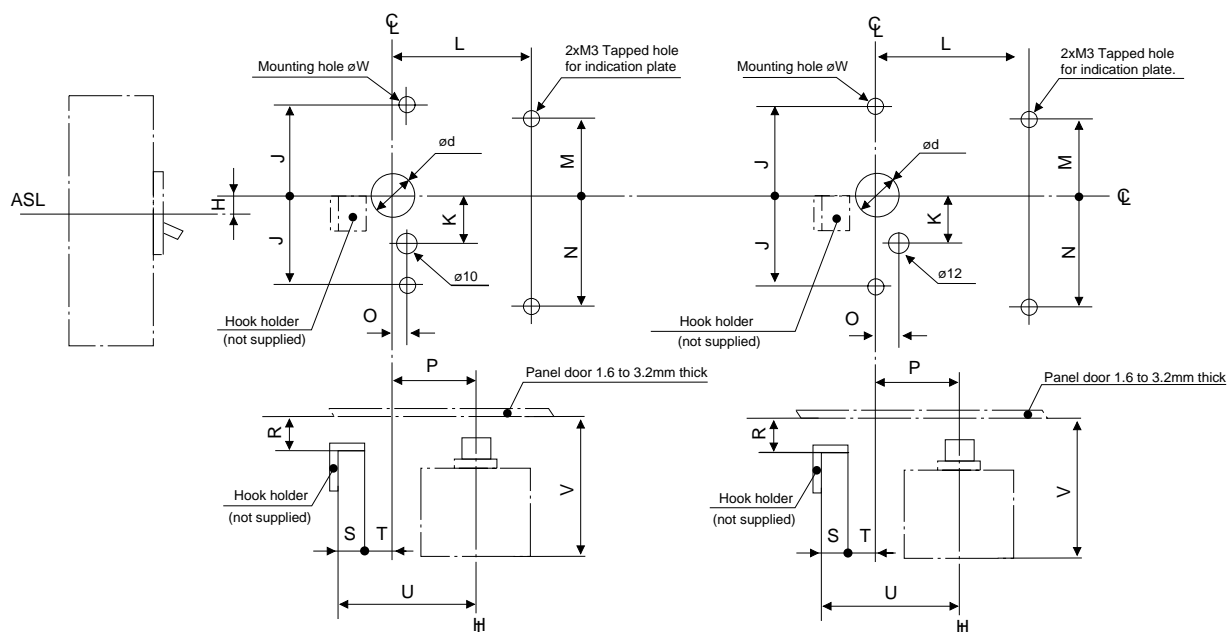 ℄
L
2xM3 Tapped hole
for indication plate
Mounting hole øW
J
ød
M
ASL
H
K
J
N
ø10
Hook holder
(not supplied)
O
P
Panel door 1.6 to 3.2mm thick
R
V
Hook holder
(not supplied)
S
T
U
H
℄
L
2xM3 Tapped hole
for indication plate.
Mounting hole øW
J
ød
M
℄
K
J
N
ø12
Hook holder
(not supplied)
O
P
Panel door 1.6 to 3.2mm thick
R
V
Hook holder
(not supplied)
S
T
U
H